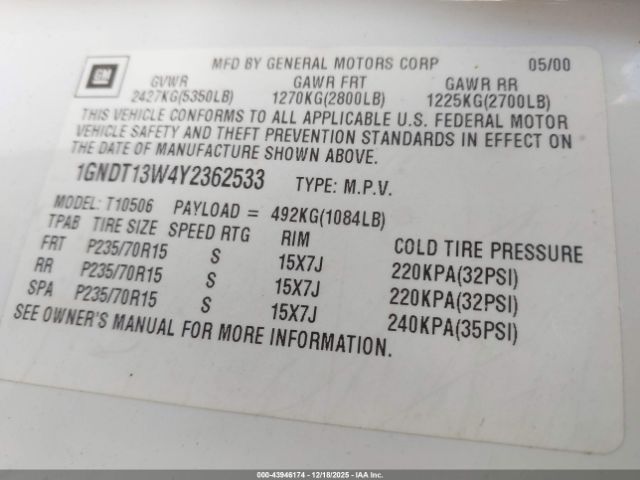 GM
MFD BY GENERAL MOTORS CORP 05/00
GVWR GAWR FRT GAWR RR
2427KG(5350LB) 1270KG(2800LB) 1225KG(2700LB)
THIS VEHICLE CONFORMS TO ALL APPLICABLE U.S. FEDERAL MOTOR
VEHICLE SAFETY AND THEFT PREVENTION STANDARDS IN EFFECT ON
THE DATE OF MANUFACTURE SHOWN ABOVE.
1GNDT13W4Y2362533 TYPE: M.P.V.
MODEL: T10506 PAYLOAD = 492KG(1084LB)
TPAB TIRE SIZE SPEED RTG RIM COLD TIRE PRESSURE
FRT P235/70R15 S 15X7J 220KPA(32PSI)
RR P235/70R15 S 15X7J 220KPA(32PSI)
SPA P235/70R15 S 15X7J 240KPA(35PSI)
SEE OWNER'S MANUAL FOR MORE INFORMATION.
000-43946174 - 12/18/2025 - IAA Inc.